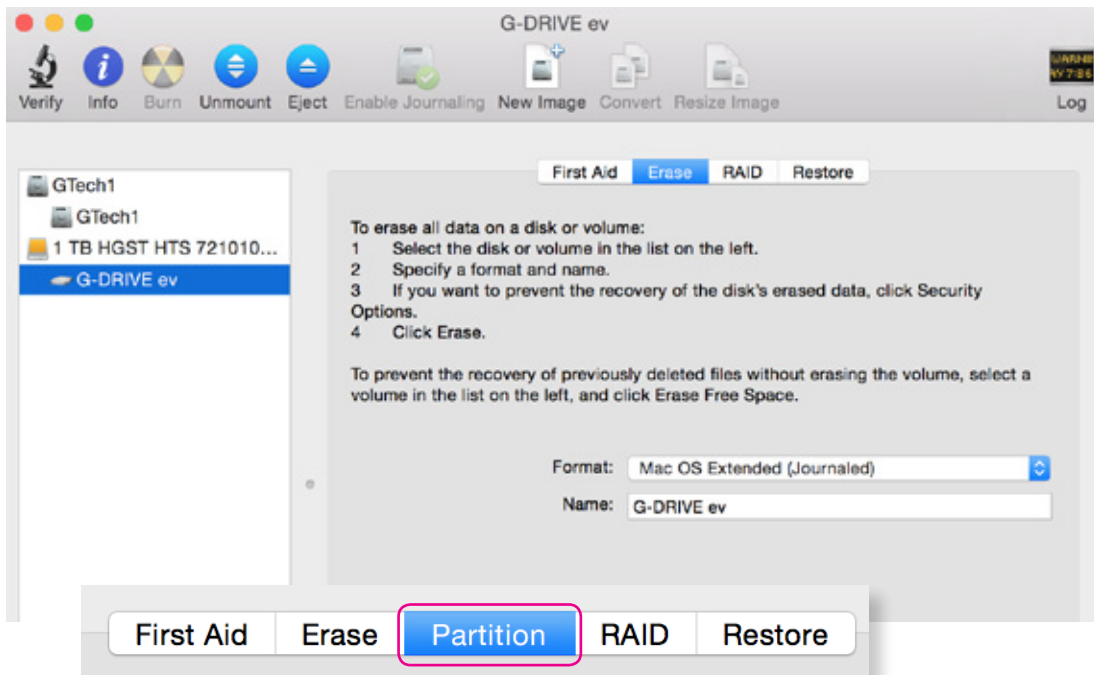 G-DRIVE ev
Verify Info Burn Unmount Eject Enable Journaling New Image Convert Resize Image Log
WARNIN
AY 7:86
First Aid Erase RAID Restore
GTech1
GTech1
1 TB HGST HTS 721010...
G-DRIVE ev
To erase all data on a disk or volume:
1 Select the disk or volume in the list on the left.
2 Specify a format and name.
3 If you want to prevent the recovery of the disk's erased data, click Security
Options.
4 Click Erase.
To prevent the recovery of previously deleted files without erasing the volume, select a
volume in the list on the left, and click Erase Free Space.
Format: Mac OS Extended (Journaled)
Name: G-DRIVE ev
First Aid Erase Partition RAID Restore